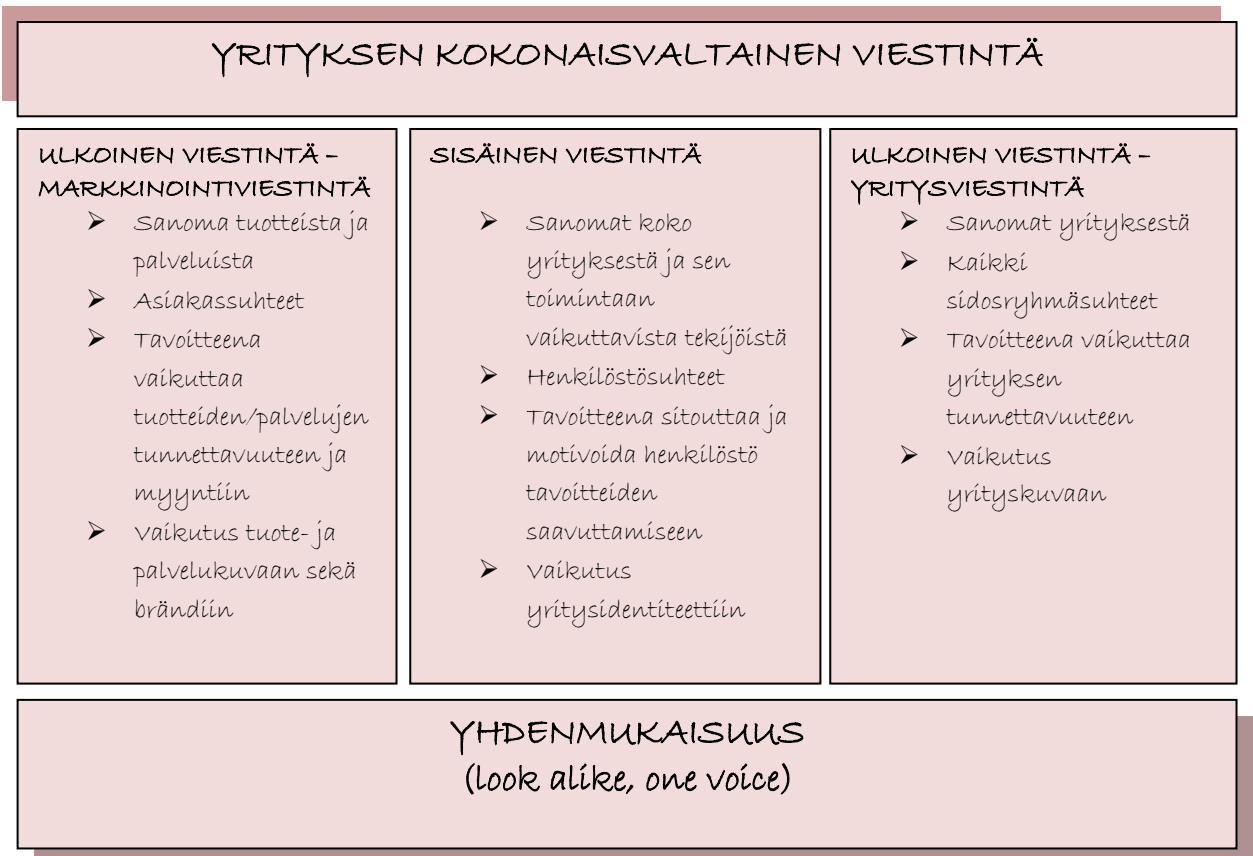 YRITYKSEN KOKONAISVALTAINEN VIESTINTÄ
ULKOINEN VIESTINTÄ –
MARKKINOINTIVIESTINTÄ
➢ Sanoma tuotteista ja
palveluista
➢ Asiakassuhteet
➢ Tavoitteena
vaikuttaa
tuotteiden/palvelujen
tunnettavuuteen ja
myyntiin
➢ Vaikutus tuote- ja
palvelukuvaan sekä
brändiin
SISÄINEN VIESTINTÄ
➢ Sanomat koko
yrityksestä ja sen
toimintaan
vaikuttavista tekijöistä
➢ Henkilöstösuhteet
➢ Tavoitteena sitouttaa ja
motivoida henkilöstö
tavoitteiden
saavuttamiseen
➢ Vaikutus
yritysidentiteettiin
ULKOINEN VIESTINTÄ –
YRITYSVIESTINTÄ
➢ Sanomat yrityksestä
➢ Kaikki
sidosryhmäsuhteet
➢ Tavoitteena vaikuttaa
yrityksen
tunnettavuuteen
➢ Vaikutus
yrityskuvaan
YHDENMUKAISUUS
(look alike, one voice)